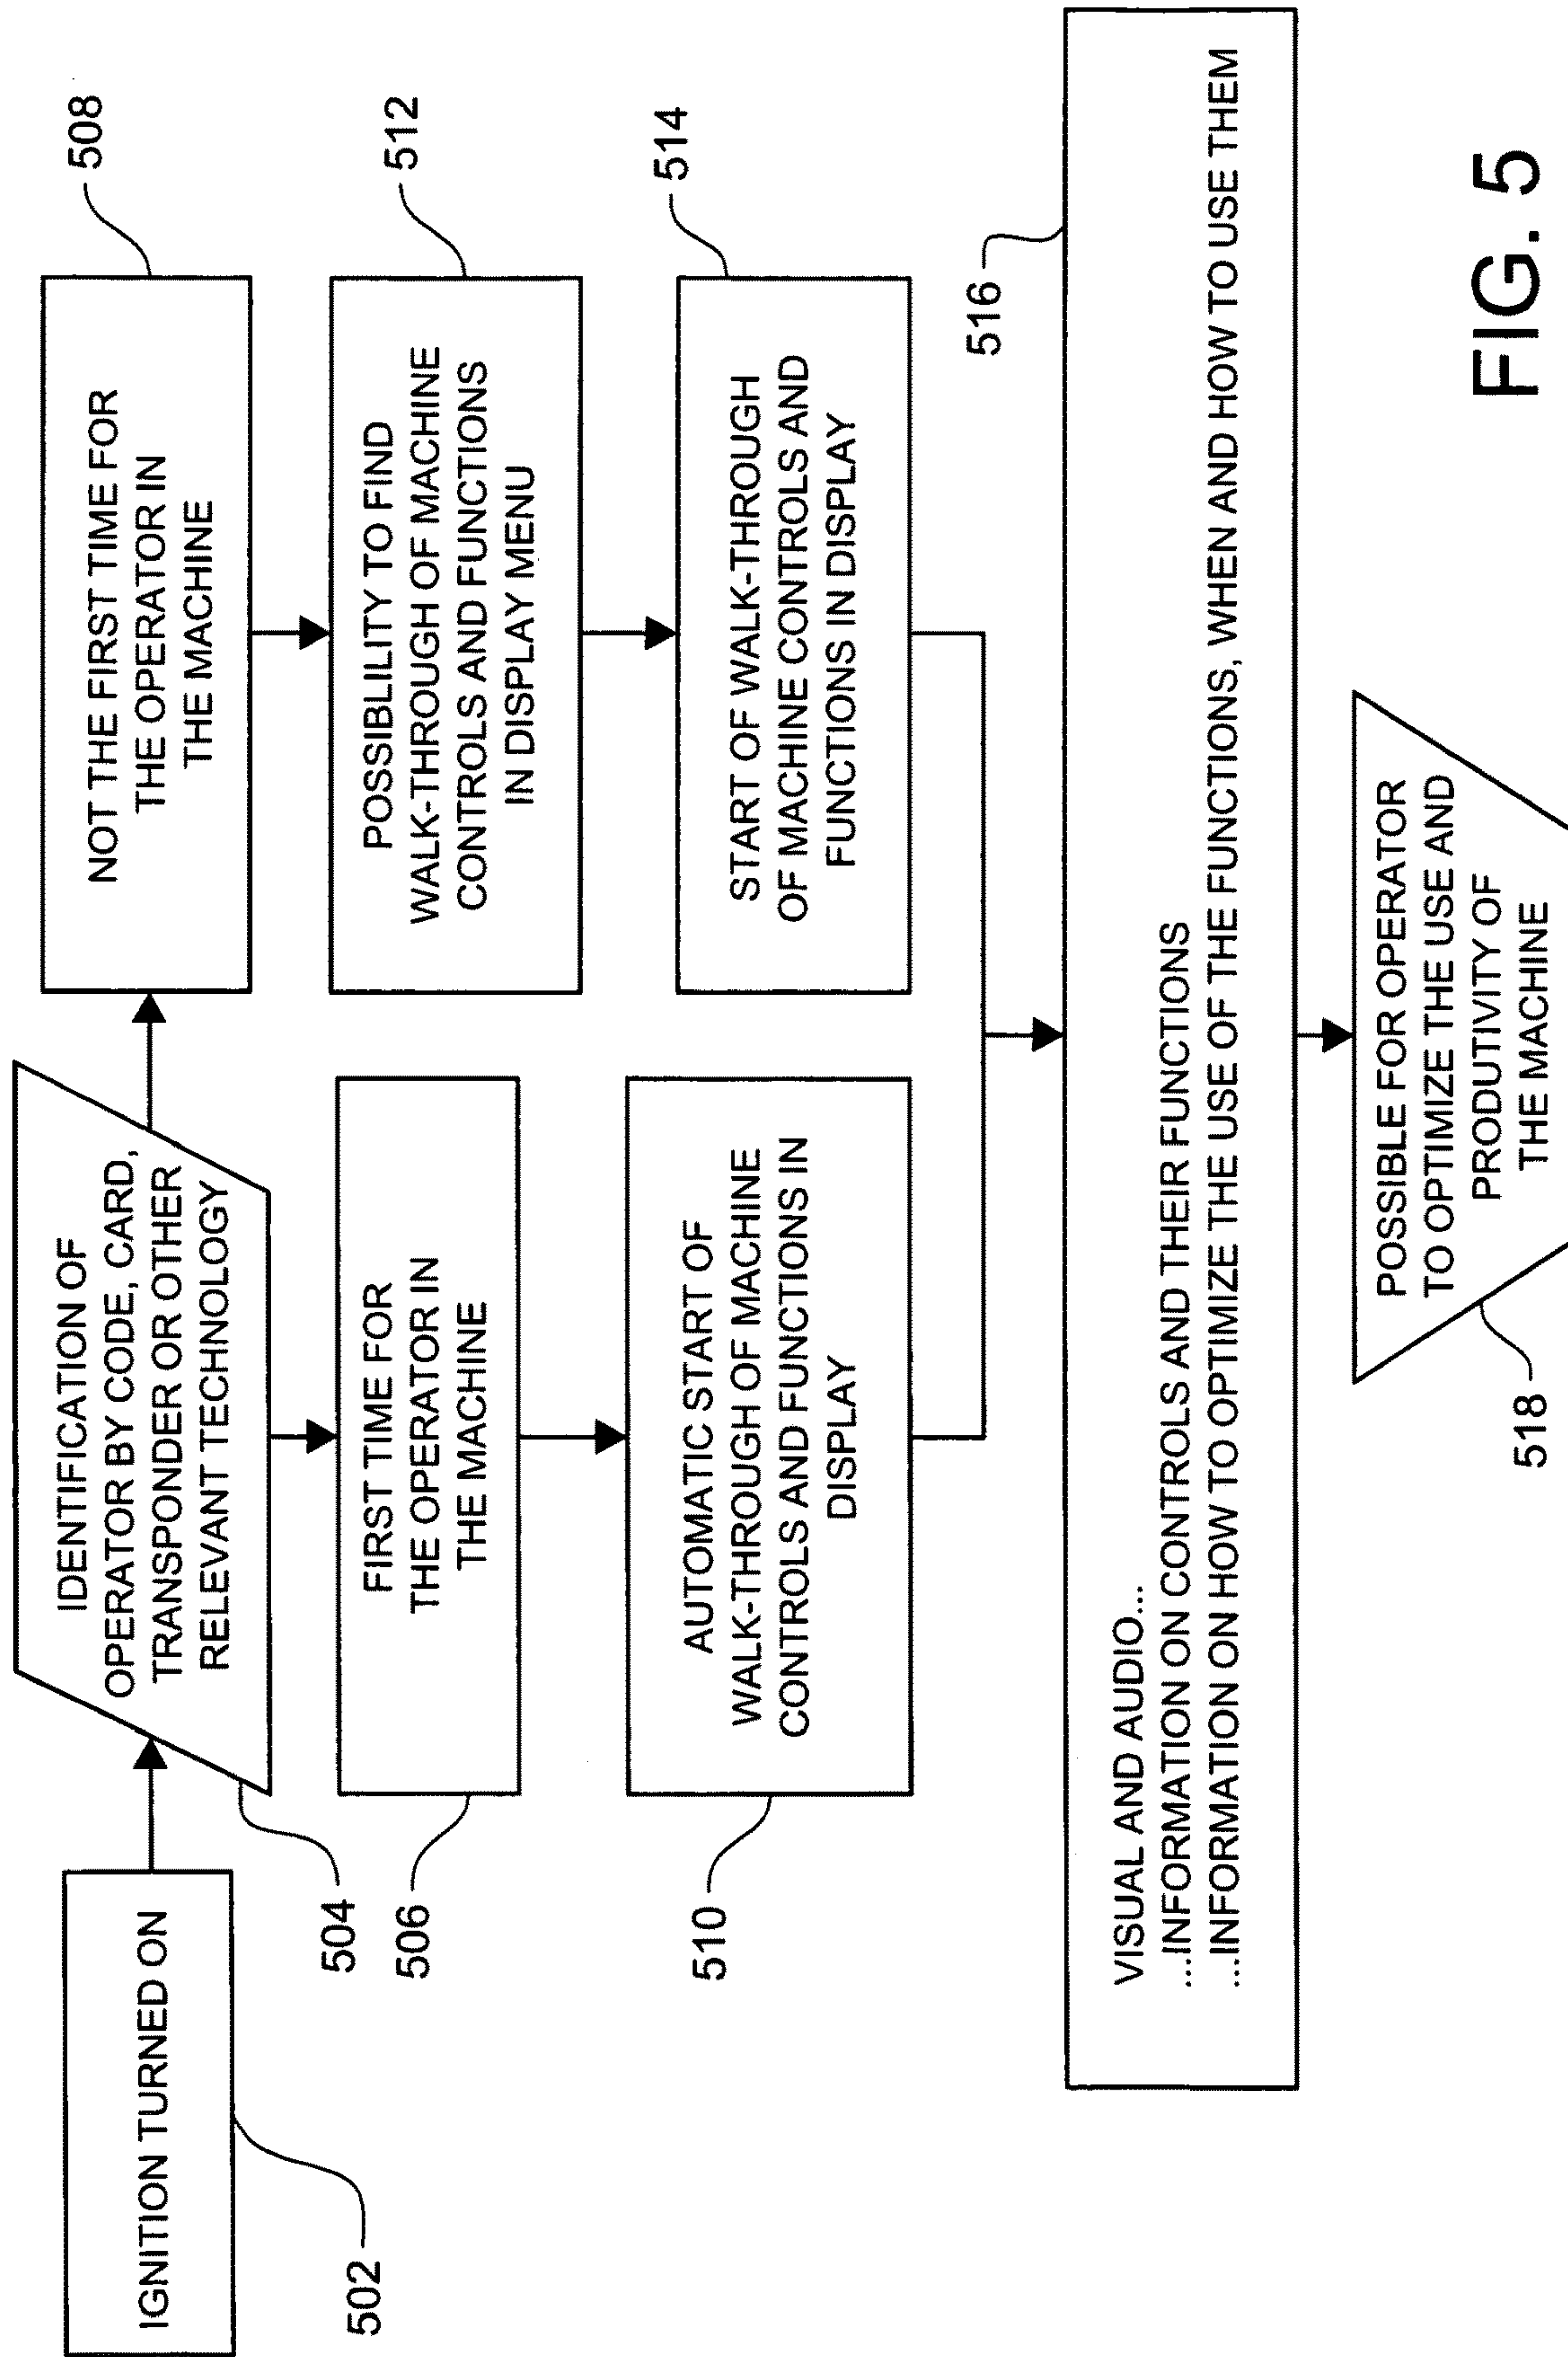 IGNITION TURNED ON
502
IDENTIFICATION OF
OPERATOR BY CODE, CARD,
TRANSPONDER OR OTHER
RELEVANT TECHNOLOGY
504
NOT THE FIRST TIME FOR
THE OPERATOR IN
THE MACHINE
508
FIRST TIME FOR
THE OPERATOR IN
THE MACHINE
506
POSSIBLILITY TO FIND
WALK-THROUGH OF MACHINE
CONTROLS AND FUNCTIONS
IN DISPLAY MENU
512
AUTOMATIC START OF
WALK-THROUGH OF MACHINE
CONTROLS AND FUNCTIONS IN
DISPLAY
510
START OF WALK-THROUGH
OF MACHINE CONTROLS AND
FUNCTIONS IN DISPLAY
514
VISUAL AND AUDIO...
...INFORMATION ON CONTROLS AND THEIR FUNCTIONS
...INFORMATION ON HOW TO OPTIMIZE THE USE OF THE FUNCTIONS, WHEN AND HOW TO USE THEM
516
POSSIBLE FOR OPERATOR
TO OPTIMIZE THE USE AND
PRODUTIVITY OF
THE MACHINE
518
FIG. 5